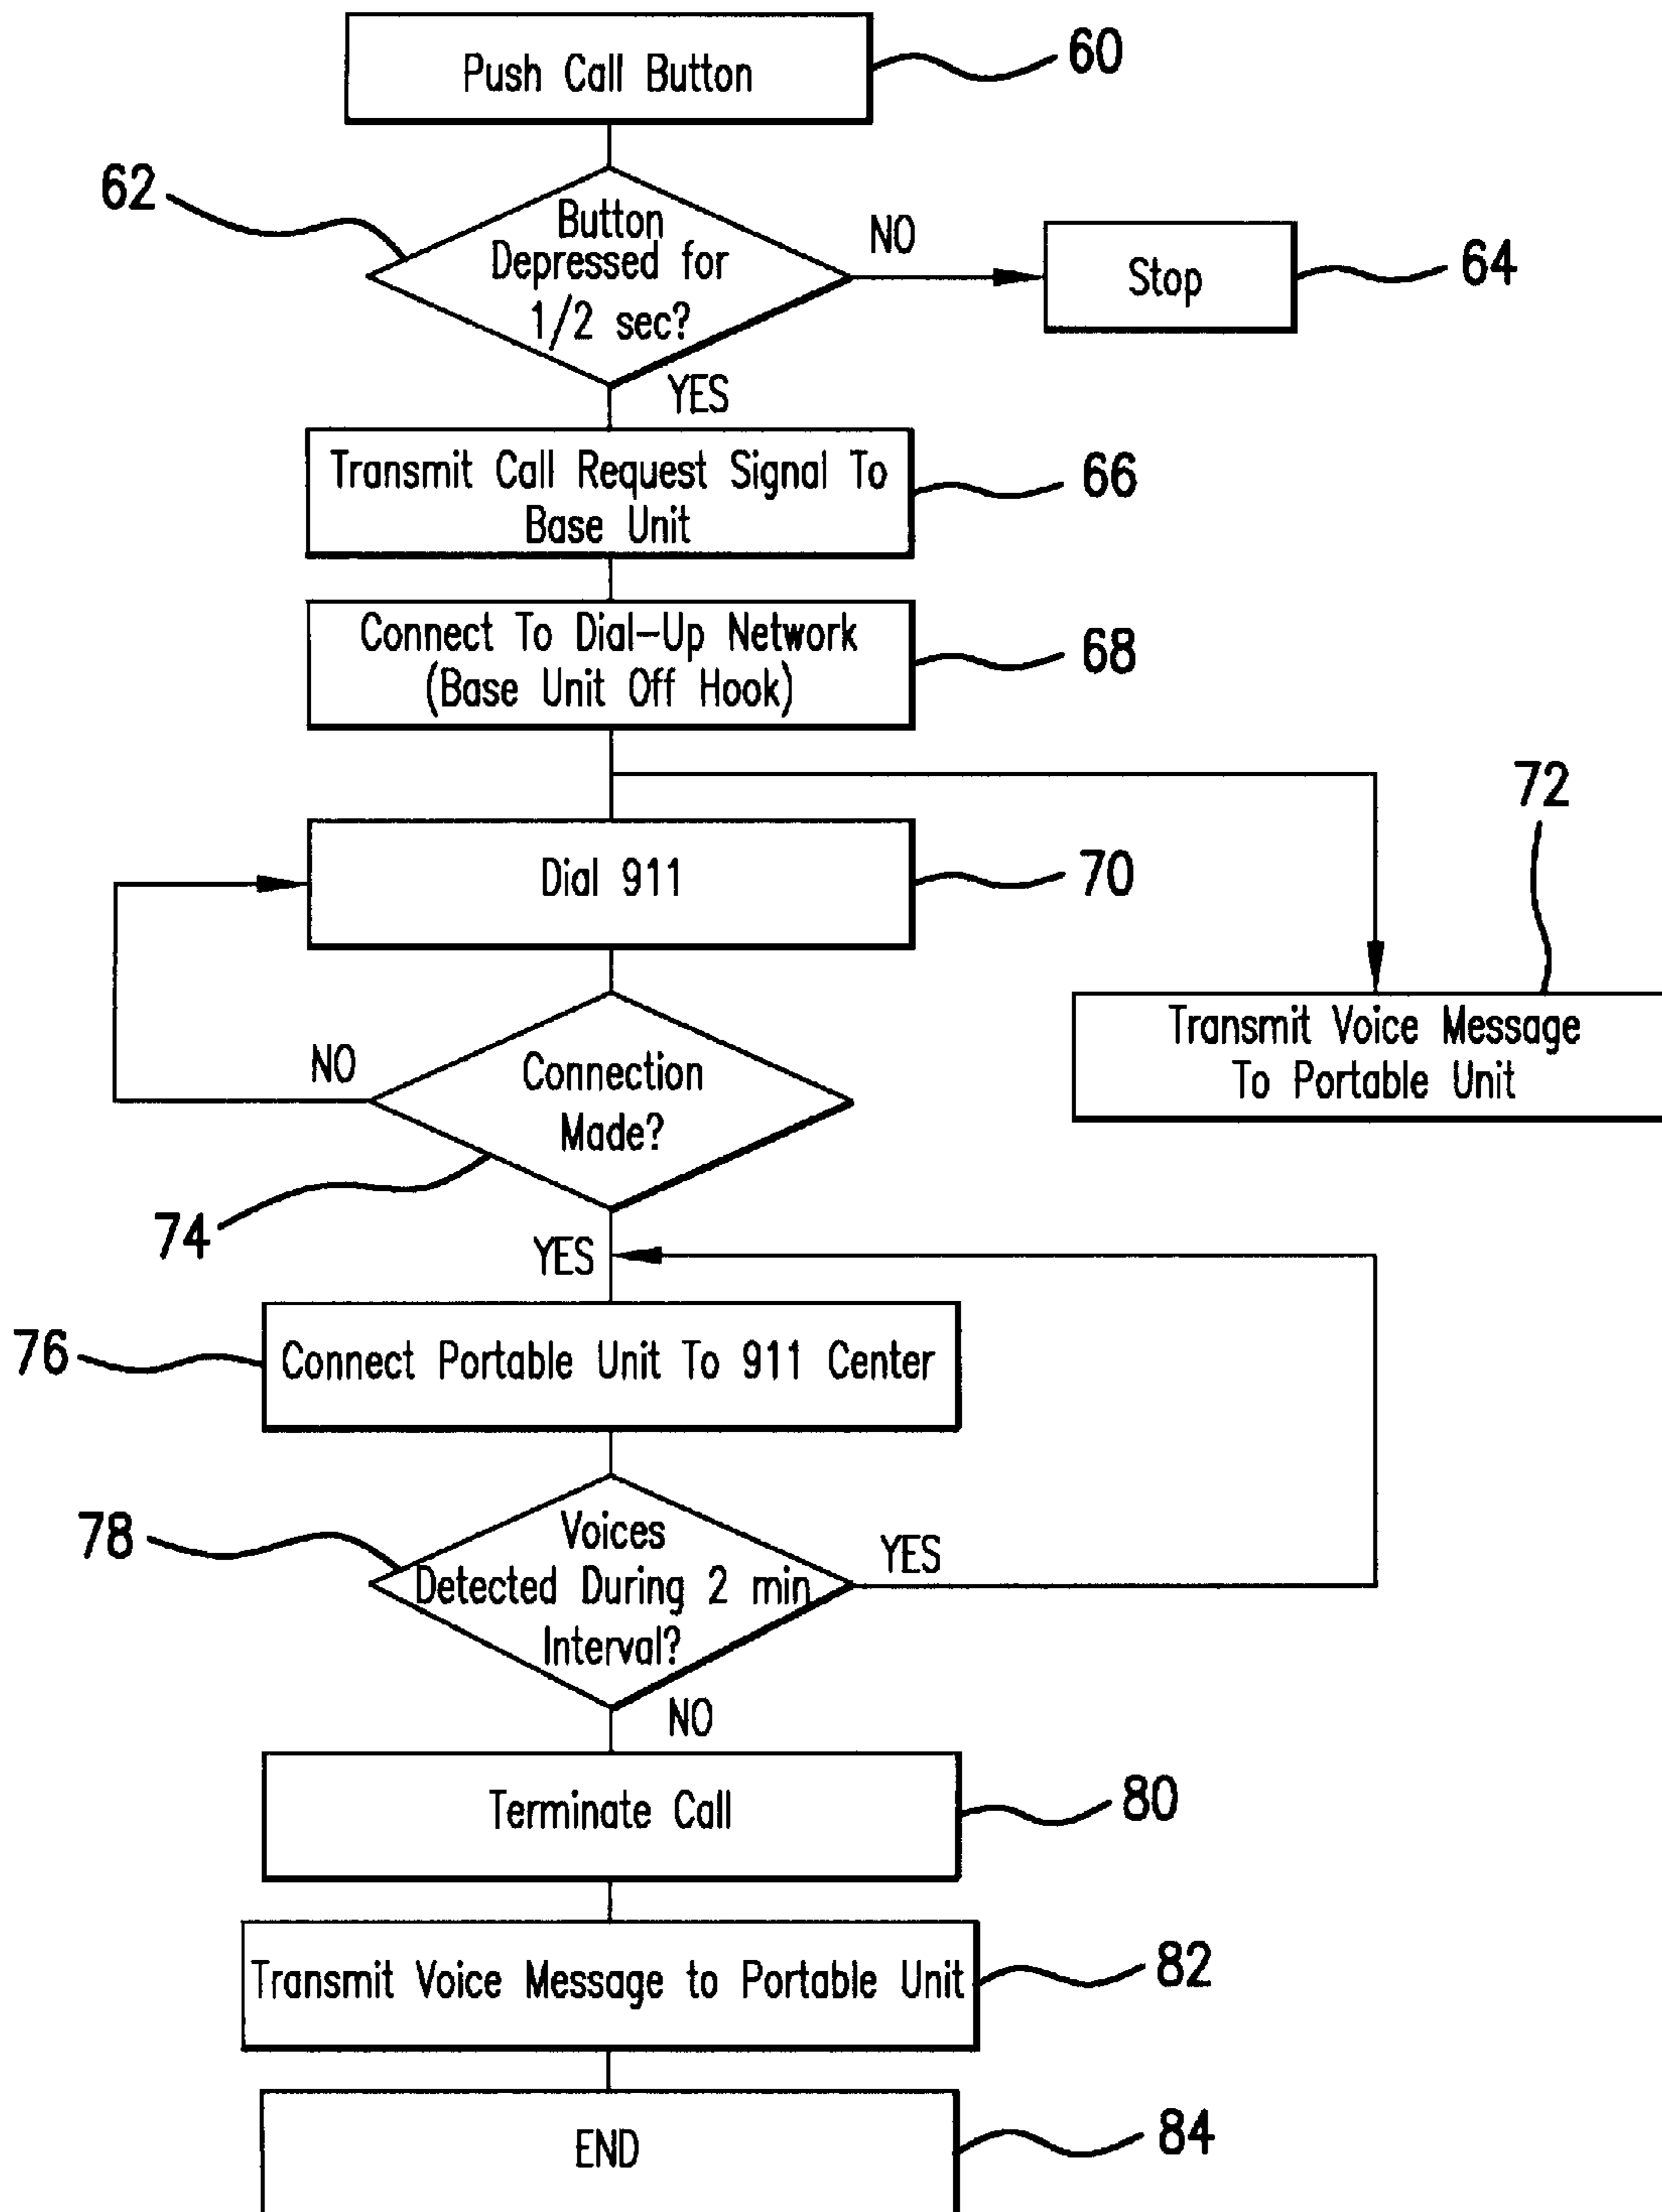 Push Call Button
60
62
Button
Depressed for
1/2 sec?
NO
Stop
64
YES
Transmit Call Request Signal To
Base Unit
66
Connect To Dial-Up Network
(Base Unit Off Hook)
68
72
Dial 911
70
Transmit Voice Message
To Portable Unit
NO
Connection
Made?
74
YES
76
Connect Portable Unit To 911 Center
78
Voices
Detected During 2 min
Interval?
YES
NO
Terminate Call
80
Transmit Voice Message to Portable Unit
82
END
84